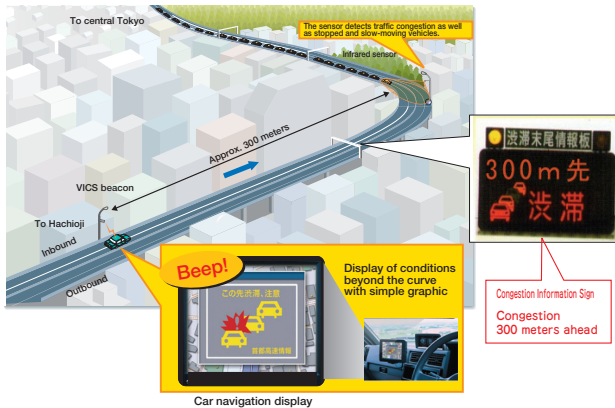 To central Tokyo
The sensor detects traffic congestion as well
as stopped and slow-moving vehicles.
Infrared sensor
Approx. 300 meters
渋滞末尾情報板
300m先
渋滞
VICS beacon
To Hachioji
Inbound
Outbound
Beep!
この先渋滞、注意
首都高速情報
Display of conditions
beyond the curve
with simple graphic
Congestion Information Sign
Congestion
300 meters ahead
Car navigation display